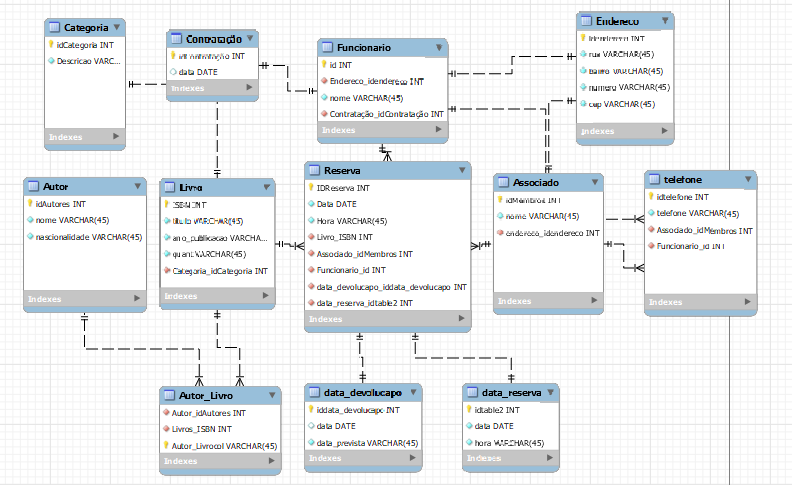 Categoria
idCategoria INT
Descricao VARC...
Indexes
Contratação
idContratação INT
data DATE
Indexes
Funcionario
id INT
Endereco_idendereco INT
nome VARCHAR(45)
Contratação_idContratação INT
Indexes
Endereco
idendereco INT
rua VARCHAR(45)
bairro VARCHAR(45)
numero VARCHAR(45)
cep VARCHAR(45)
Indexes
Autor
idAutores INT
nome VARCHAR(45)
nascionalidade VARCHAR(45)
Indexes
Livro
ISBN INT
titulo VARCHAR(45)
ano_publicacao VARCHA...
quant VARCHAR(45)
Categoria_idCategoria INT
Indexes
Reserva
IDReserva INT
Data DATE
Hora VARCHAR(45)
Livro_ISBN INT
Associado_idMembros INT
Funcionario_id INT
data_devolucapo_iddata_devolucapo INT
data_reserva_idtable2 INT
Indexes
Associado
idMembros INT
nome VARCHAR(45)
endereco_idendereco INT
Indexes
telefone
idtelefone INT
telefone VARCHAR(45)
Associado_idMembros INT
Funcionario_id INT
Indexes
Autor_Livro
Autor_idAutores INT
Livros_ISBN INT
Autor_Livrocol VARCHAR(45)
Indexes
data_devolucapo
iddata_devolucapo INT
data DATE
data_prevista VARCHAR(45)
Indexes
data_reserva
idtable2 INT
data DATE
hora VARCHAR(45)
Indexes